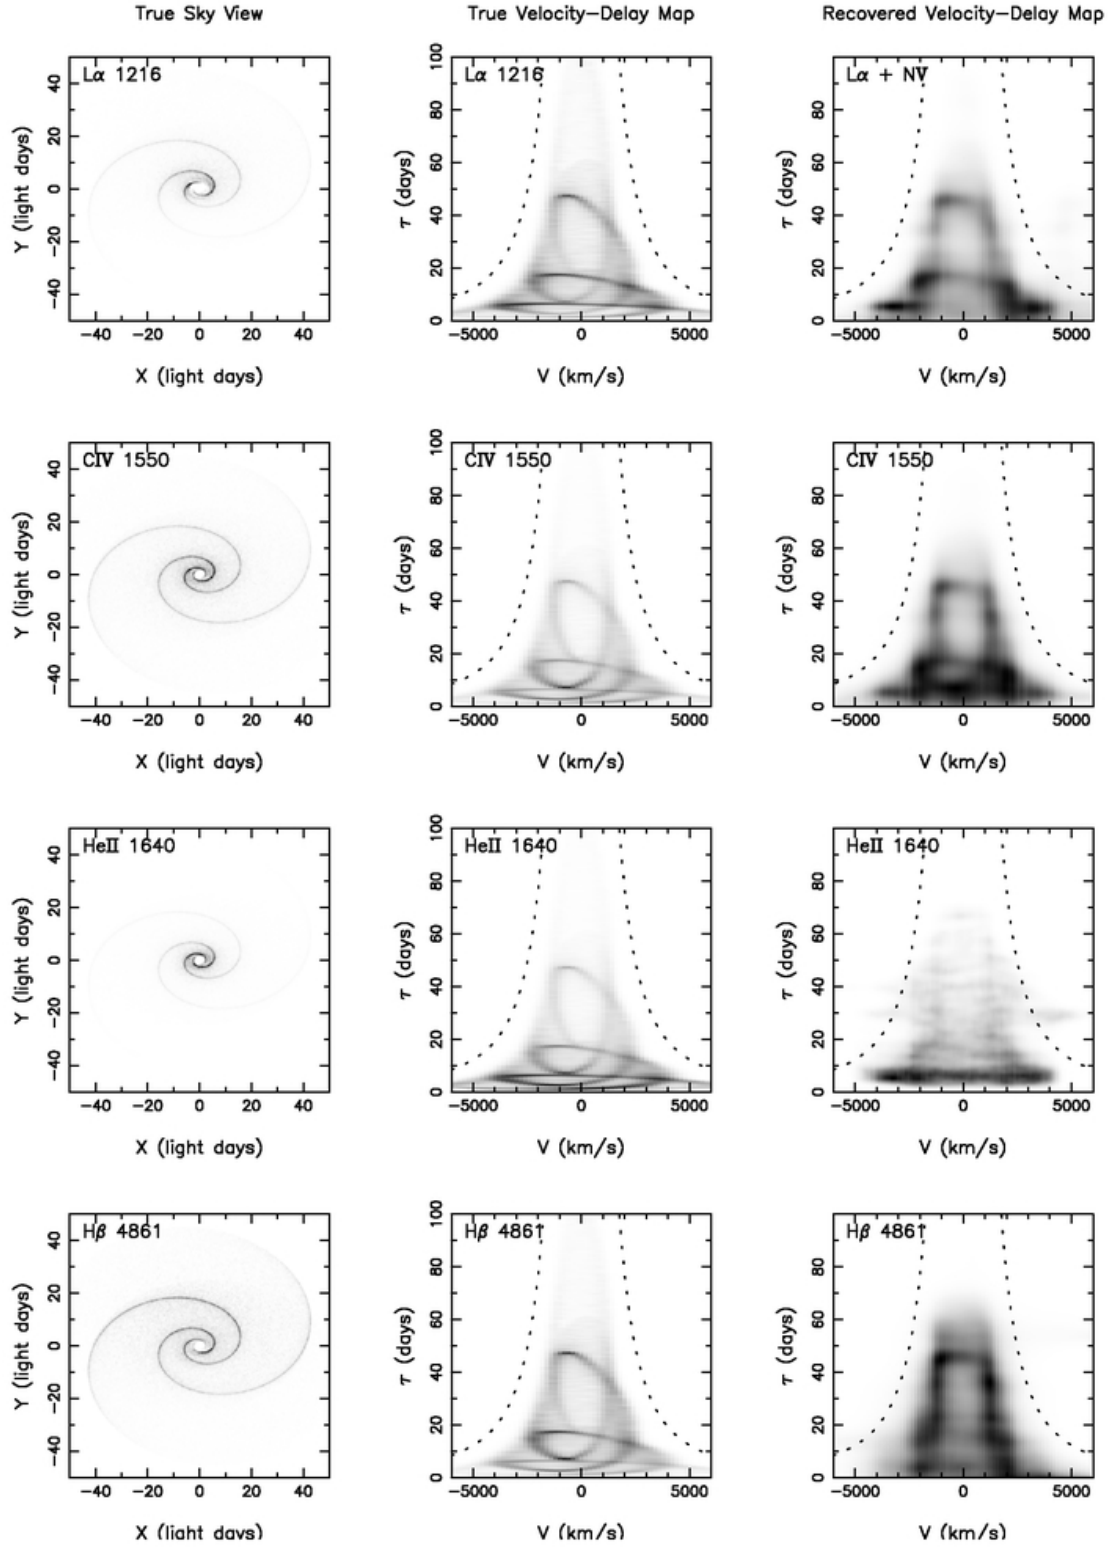 True Sky View
True Velocity–Delay Map
Recovered Velocity–Delay Map
Lα 1216
40
20
0
−20
−40
Y (light days)
−40 −20 0 20 40
X (light days)
Lα 1216
100
80
60
40
20
0
τ (days)
−5000 0 5000
V (km/s)
Lα + NV
80
60
40
20
0
τ (days)
−5000 0 5000
V (km/s)
CIV 1550
40
20
0
−20
−40
Y (light days)
−40 −20 0 20 40
X (light days)
CIV 1550
100
80
60
40
20
0
τ (days)
−5000 0 5000
V (km/s)
CIV 1550
80
60
40
20
0
τ (days)
−5000 0 5000
V (km/s)
HeII 1640
40
20
0
−20
−40
Y (light days)
−40 −20 0 20 40
X (light days)
HeII 1640
100
80
60
40
20
0
τ (days)
−5000 0 5000
V (km/s)
HeII 1640
80
60
40
20
0
τ (days)
−5000 0 5000
V (km/s)
Hβ 4861
40
20
0
−20
−40
Y (light days)
−40 −20 0 20 40
X (light days)
Hβ 4861
100
80
60
40
20
0
τ (days)
−5000 0 5000
V (km/s)
Hβ 4861
80
60
40
20
0
τ (days)
−5000 0 5000
V (km/s)